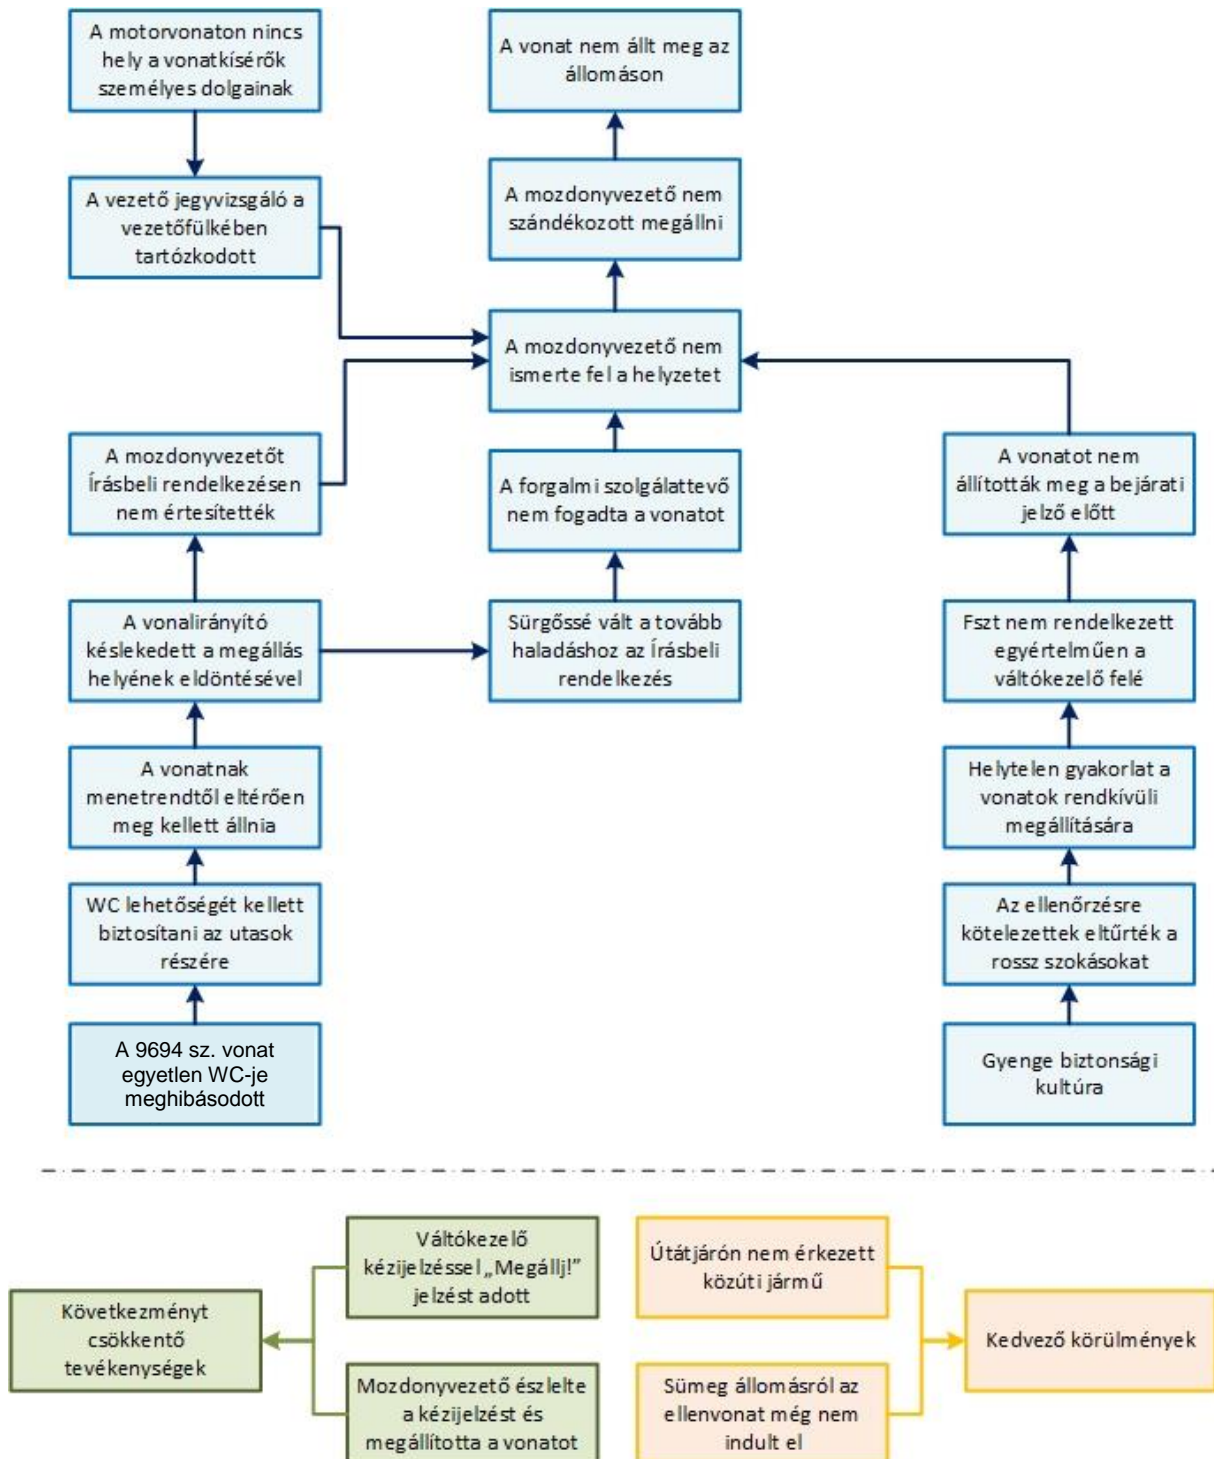 A motorvonaton nincs
hely a vonatkísérők
személyes dolgainak
A vonat nem állt meg az
állomáson
A vezető jegyvizsgáló a
vezetőfülkében
tartózkodott
A mozdonyvezető nem
szándékozott megállni
A mozdonyvezető nem
ismerte fel a helyzetet
A mozdonyvezetőt
Írásbeli rendelkezésen
nem értesítették
A forgalmi szolgálattevő
nem fogadta a vonatot
A vonatot nem
állították meg a bejárati
jelző előtt
A vonalirányító
késlekedett a megállás
helyének eldöntésével
Sürgőssé vált a tovább
haladáshoz az Írásbeli
rendelkezés
Fszt nem rendelkezett
egyértelműen a
váltókezelő felé
A vonatnak
menetrendtől eltérően
meg kellett állnia
Helytelen gyakorlat a
vonatok rendkívüli
megállítására
WC lehetőségét kellett
biztosítani az utasok
részére
Az ellenőrzésre
kötelezettek eltűrték a
rossz szokásokat
A 9694 sz. vonat
egyetlen WC-je
meghibásodott
Gyenge biztonsági
kultúra
Váltókezelő
kézijelzéssel „Megállj!”
jelzést adott
Útátjárón nem érkezett
közúti jármű
Következményt
csökkentő
tevékenységek
Kedvező körülmények
Mozdonyvezető észlelte
a kézijelzést és
megállította a vonatot
Sümeg állomásról az
ellenvonat még nem
indult el